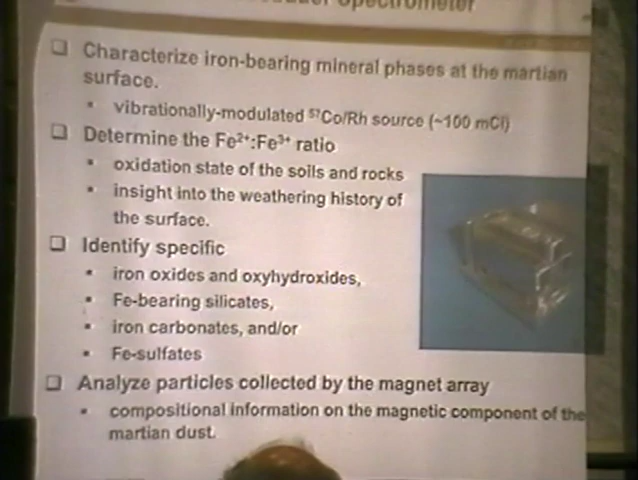 Spectrometer
❑ Characterize iron-bearing mineral phases at the martian
surface.
▪ vibrationally-modulated ⁵⁷Co/Rh source (~100 mCi)
❑ Determine the Fe²⁺:Fe³⁺ ratio
▪ oxidation state of the soils and rocks
▪ insight into the weathering history of
the surface.
❑ Identify specific
▪ iron oxides and oxyhydroxides,
▪ Fe-bearing silicates,
▪ iron carbonates, and/or
▪ Fe-sulfates
❑ Analyze particles collected by the magnet array
▪ compositional information on the magnetic component of the
martian dust.